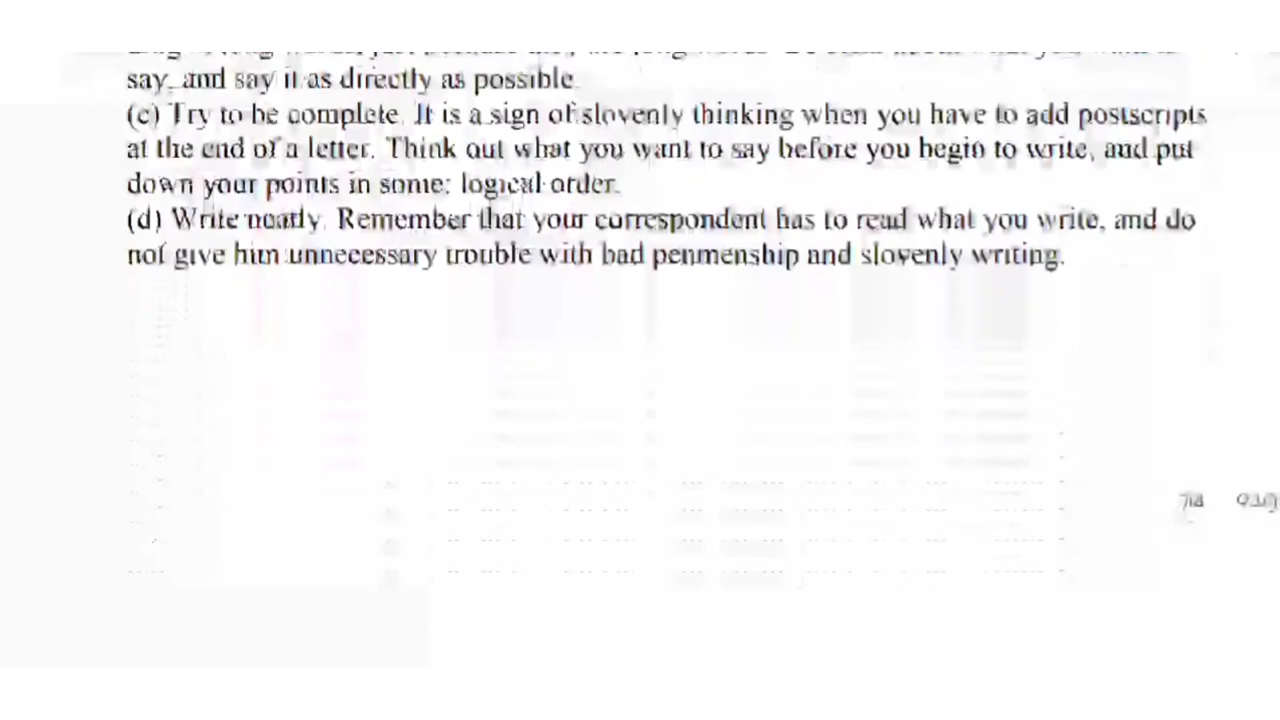 say, and say it as directly as possible.
(c) Try to be complete. It is a sign of slovenly thinking when you have to add postscripts
at the end of a letter. Think out what you want to say before you begin to write, and put
down your points in some: logical order.
(d) Write neatly. Remember that your correspondent has to read what you write, and do
not give him unnecessary trouble with bad penmenship and slovenly writing.